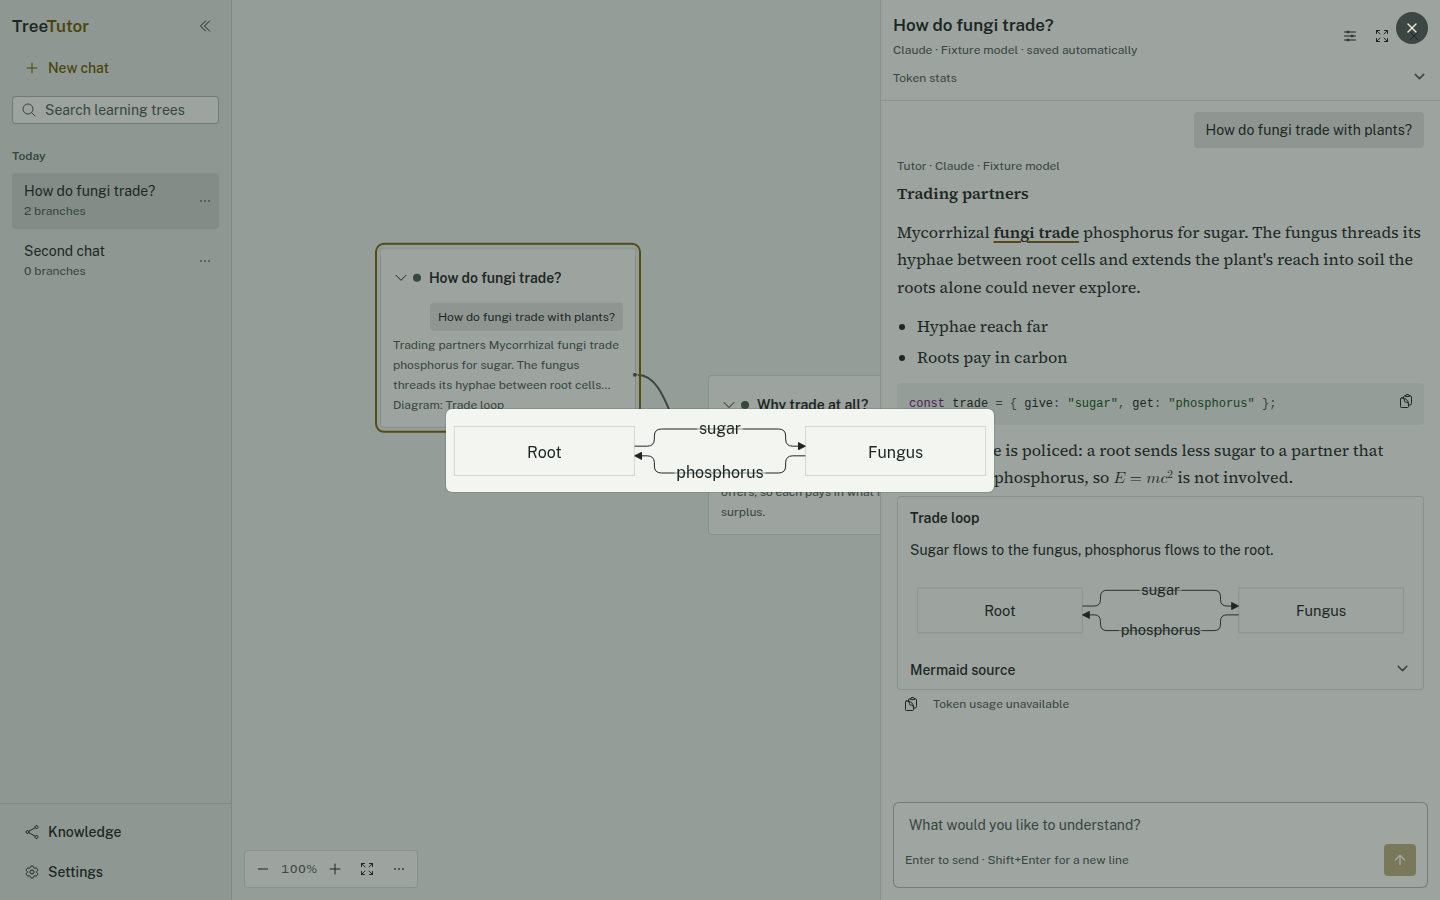 TreeTutor
New chat
Search learning trees
Today
How do fungi trade?
2 branches
Second chat
0 branches
Knowledge
Settings
How do fungi trade?
How do fungi trade with plants?
Trading partners Mycorrhizal fungi trade
phosphorus for sugar. The fungus
threads its hyphae between root cells...
Diagram: Trade loop
Why trade at all?
offers, so each pays in what
surplus.
100%
Root
sugar
phosphorus
Fungus
How do fungi trade?
Claude · Fixture model · saved automatically
Token stats
How do fungi trade with plants?
Tutor · Claude · Fixture model
Trading partners
Mycorrhizal fungi trade phosphorus for sugar. The fungus threads its
hyphae between root cells and extends the plant's reach into soil the
roots alone could never explore.
Hyphae reach far
Roots pay in carbon
const trade = { give: "sugar", get: "phosphorus" };
e is policed: a root sends less sugar to a partner that
phosphorus, so E = mc² is not involved.
Trade loop
Sugar flows to the fungus, phosphorus flows to the root.
Root
sugar
phosphorus
Fungus
Mermaid source
Token usage unavailable
What would you like to understand?
Enter to send · Shift+Enter for a new line